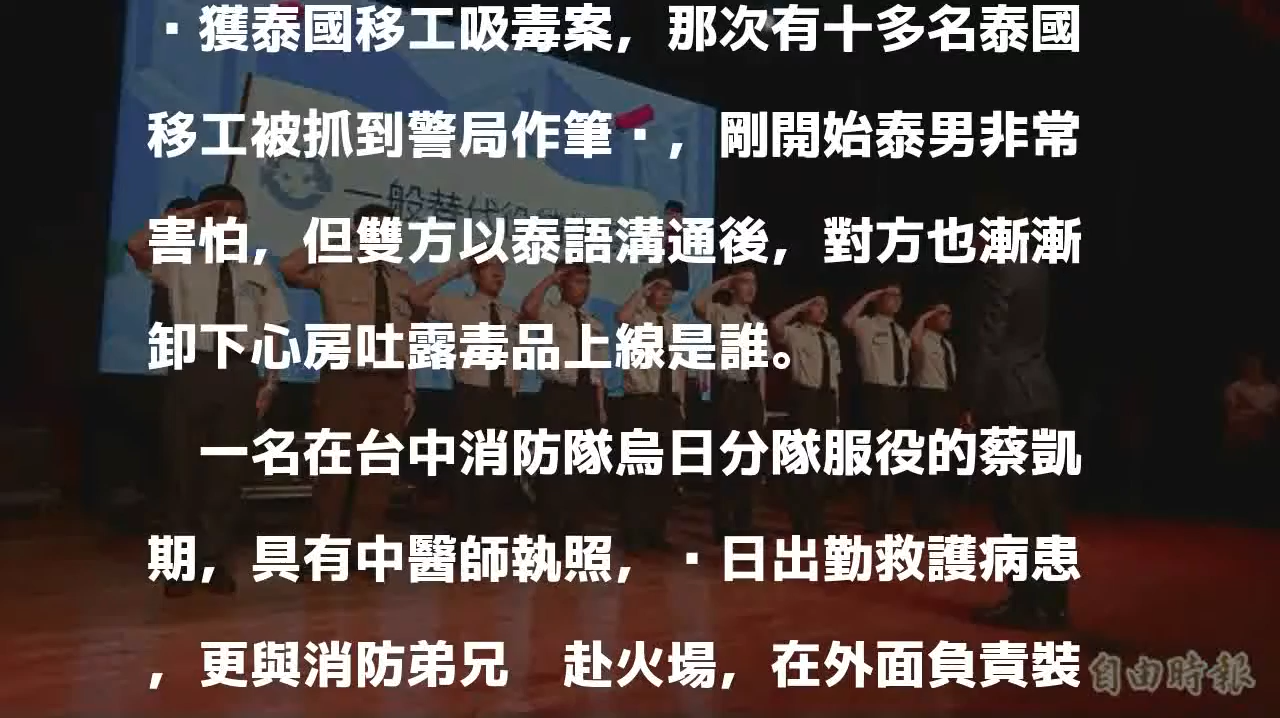 ·獲泰國移工吸毒案，那次有十多名泰國
移工被抓到警局作筆·，剛開始泰男非常
害怕，但雙方以泰語溝通後，對方也漸漸
卸下心房吐露毒品上線是誰。
一名在台中消防隊烏日分隊服役的蔡凱
期，具有中醫師執照，·日出勤救護病患
，更與消防弟兄　赴火場，在外面負責裝
自由時報
一般替代役